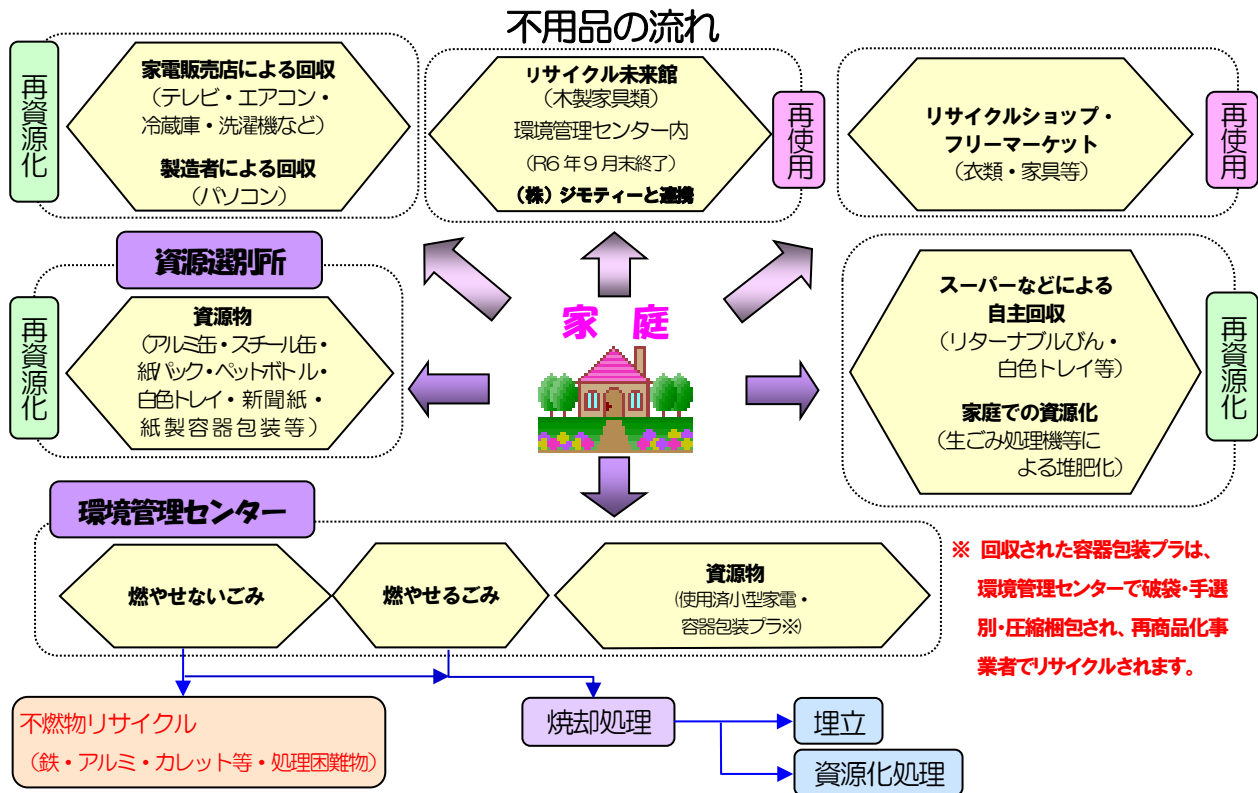 不用品の流れ
再資源化
家電販売店による回収
（テレビ・エアコン・
冷蔵庫・洗濯機など）
製造者による回収
（パソコン）
リサイクル未来館
（木製家具類）
環境管理センター内
（R6年９月末終了）
（株）ジモティーと連携
再使用
リサイクルショップ・
フリーマーケット
（衣類・家具等）
再使用
資源選別所
再資源化
資源物
（アルミ缶・スチール缶・
紙パック・ペットボトル・
白色トレイ・新聞紙・
紙製容器包装等）
家 庭
スーパーなどによる
自主回収
（リターナブルびん・
白色トレイ等）
家庭での資源化
（生ごみ処理機等に
よる堆肥化）
再資源化
環境管理センター
燃やせないごみ
燃やせるごみ
資源物
（使用済小型家電・
容器包装プラ※）
※ 回収された容器包装プラは、
環境管理センターで破袋・手選
別・圧縮梱包され、再商品化事
業者でリサイクルされます。
不燃物リサイクル
（鉄・アルミ・カレット等・処理困難物）
焼却処理
埋立
資源化処理